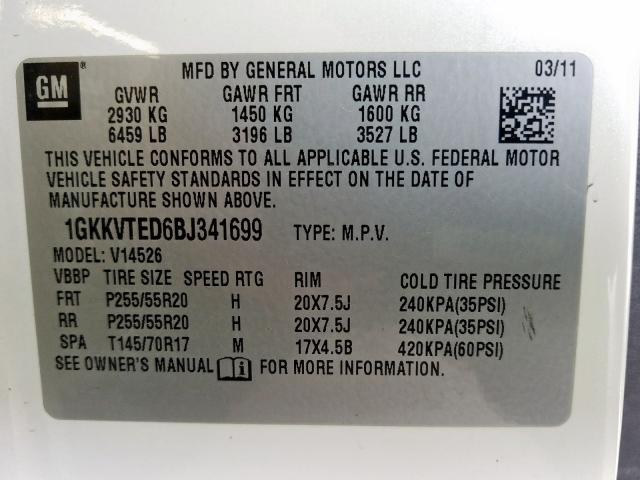 GM ® MFD BY GENERAL MOTORS LLC 03/11
GVWR GAWR FRT GAWR RR
2930 KG 1450 KG 1600 KG
6459 LB 3196 LB 3527 LB
THIS VEHICLE CONFORMS TO ALL APPLICABLE U.S. FEDERAL MOTOR
VEHICLE SAFETY STANDARDS IN EFFECT ON THE DATE OF
MANUFACTURE SHOWN ABOVE.
1GKKVTED6BJ341699 TYPE: M.P.V.
MODEL: V14526
VBBP TIRE SIZE SPEED RTG RIM COLD TIRE PRESSURE
FRT P255/55R20 H 20X7.5J 240KPA(35PSI)
RR P255/55R20 H 20X7.5J 240KPA(35PSI)
SPA T145/70R17 M 17X4.5B 420KPA(60PSI)
SEE OWNER'S MANUAL FOR MORE INFORMATION.